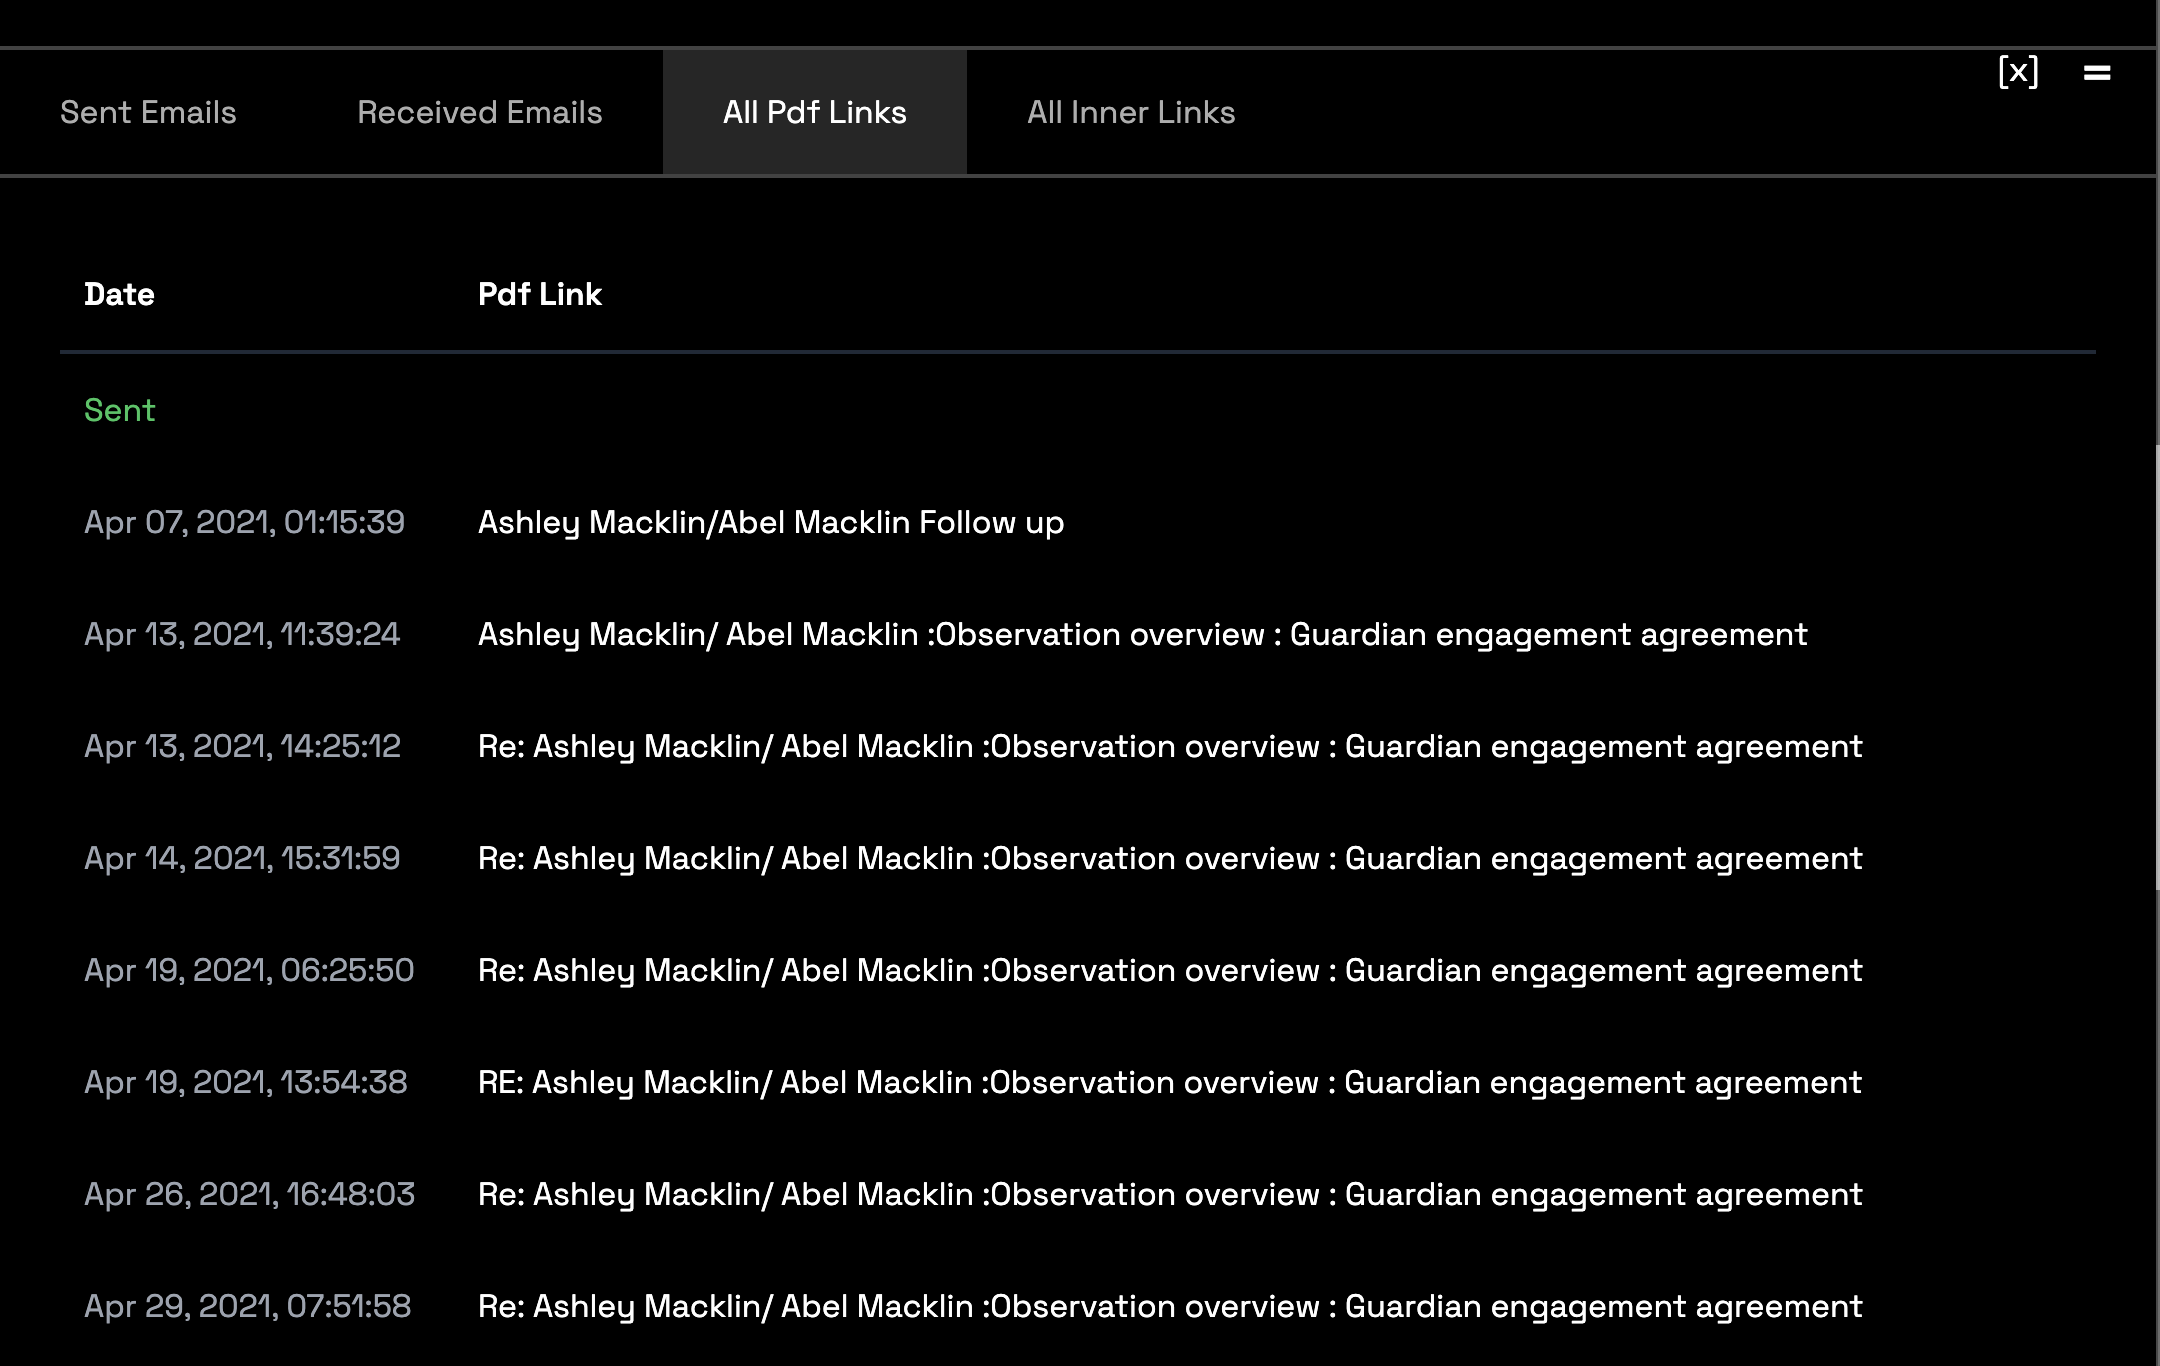 [x] =
Sent Emails Received Emails All Pdf Links All Inner Links
Date Pdf Link
Sent
Apr 07, 2021, 01:15:39 Ashley Macklin/Abel Macklin Follow up
Apr 13, 2021, 11:39:24 Ashley Macklin/ Abel Macklin :Observation overview : Guardian engagement agreement
Apr 13, 2021, 14:25:12 Re: Ashley Macklin/ Abel Macklin :Observation overview : Guardian engagement agreement
Apr 14, 2021, 15:31:59 Re: Ashley Macklin/ Abel Macklin :Observation overview : Guardian engagement agreement
Apr 19, 2021, 06:25:50 Re: Ashley Macklin/ Abel Macklin :Observation overview : Guardian engagement agreement
Apr 19, 2021, 13:54:38 RE: Ashley Macklin/ Abel Macklin :Observation overview : Guardian engagement agreement
Apr 26, 2021, 16:48:03 Re: Ashley Macklin/ Abel Macklin :Observation overview : Guardian engagement agreement
Apr 29, 2021, 07:51:58 Re: Ashley Macklin/ Abel Macklin :Observation overview : Guardian engagement agreement